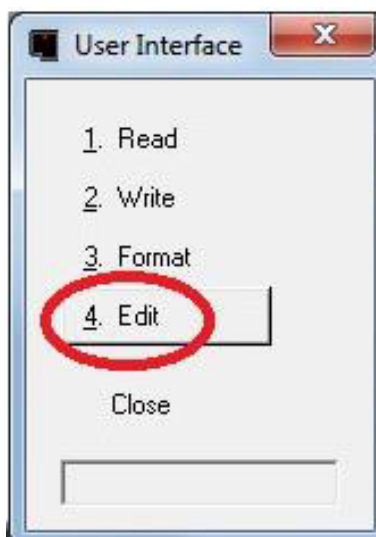 User Interface
1. Read
2. Write
3. Format
4. Edit
Close